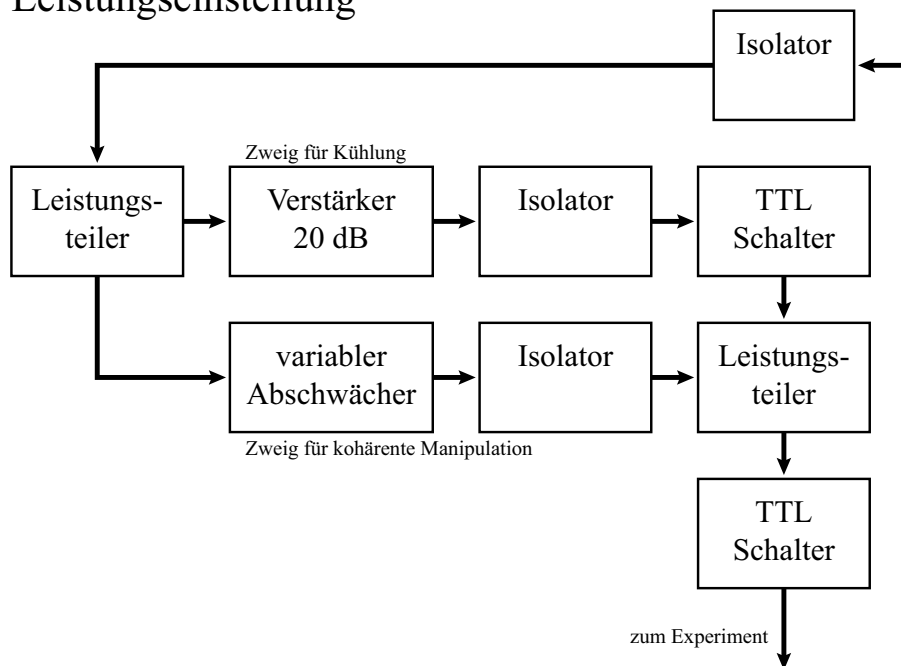 Leistungseinstellung
Isolator
Zweig für Kühlung
Leistungs-
teiler
Verstärker
20 dB
Isolator
TTL
Schalter
variabler
Abschwächer
Isolator
Leistungs-
teiler
Zweig für kohärente Manipulation
TTL
Schalter
zum Experiment